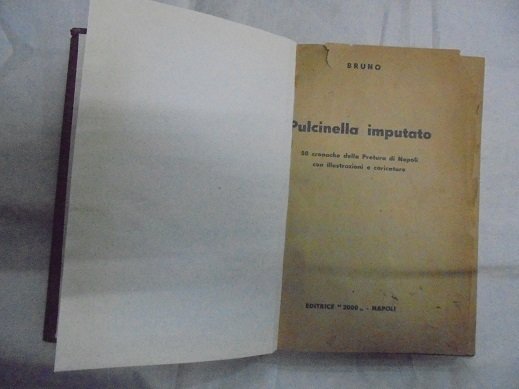 BRUNO
Pulcinella imputato
50 cronache della Pretura di Napoli
con illustrazioni e caricature
EDITRICE "2000„ - NAPOLI